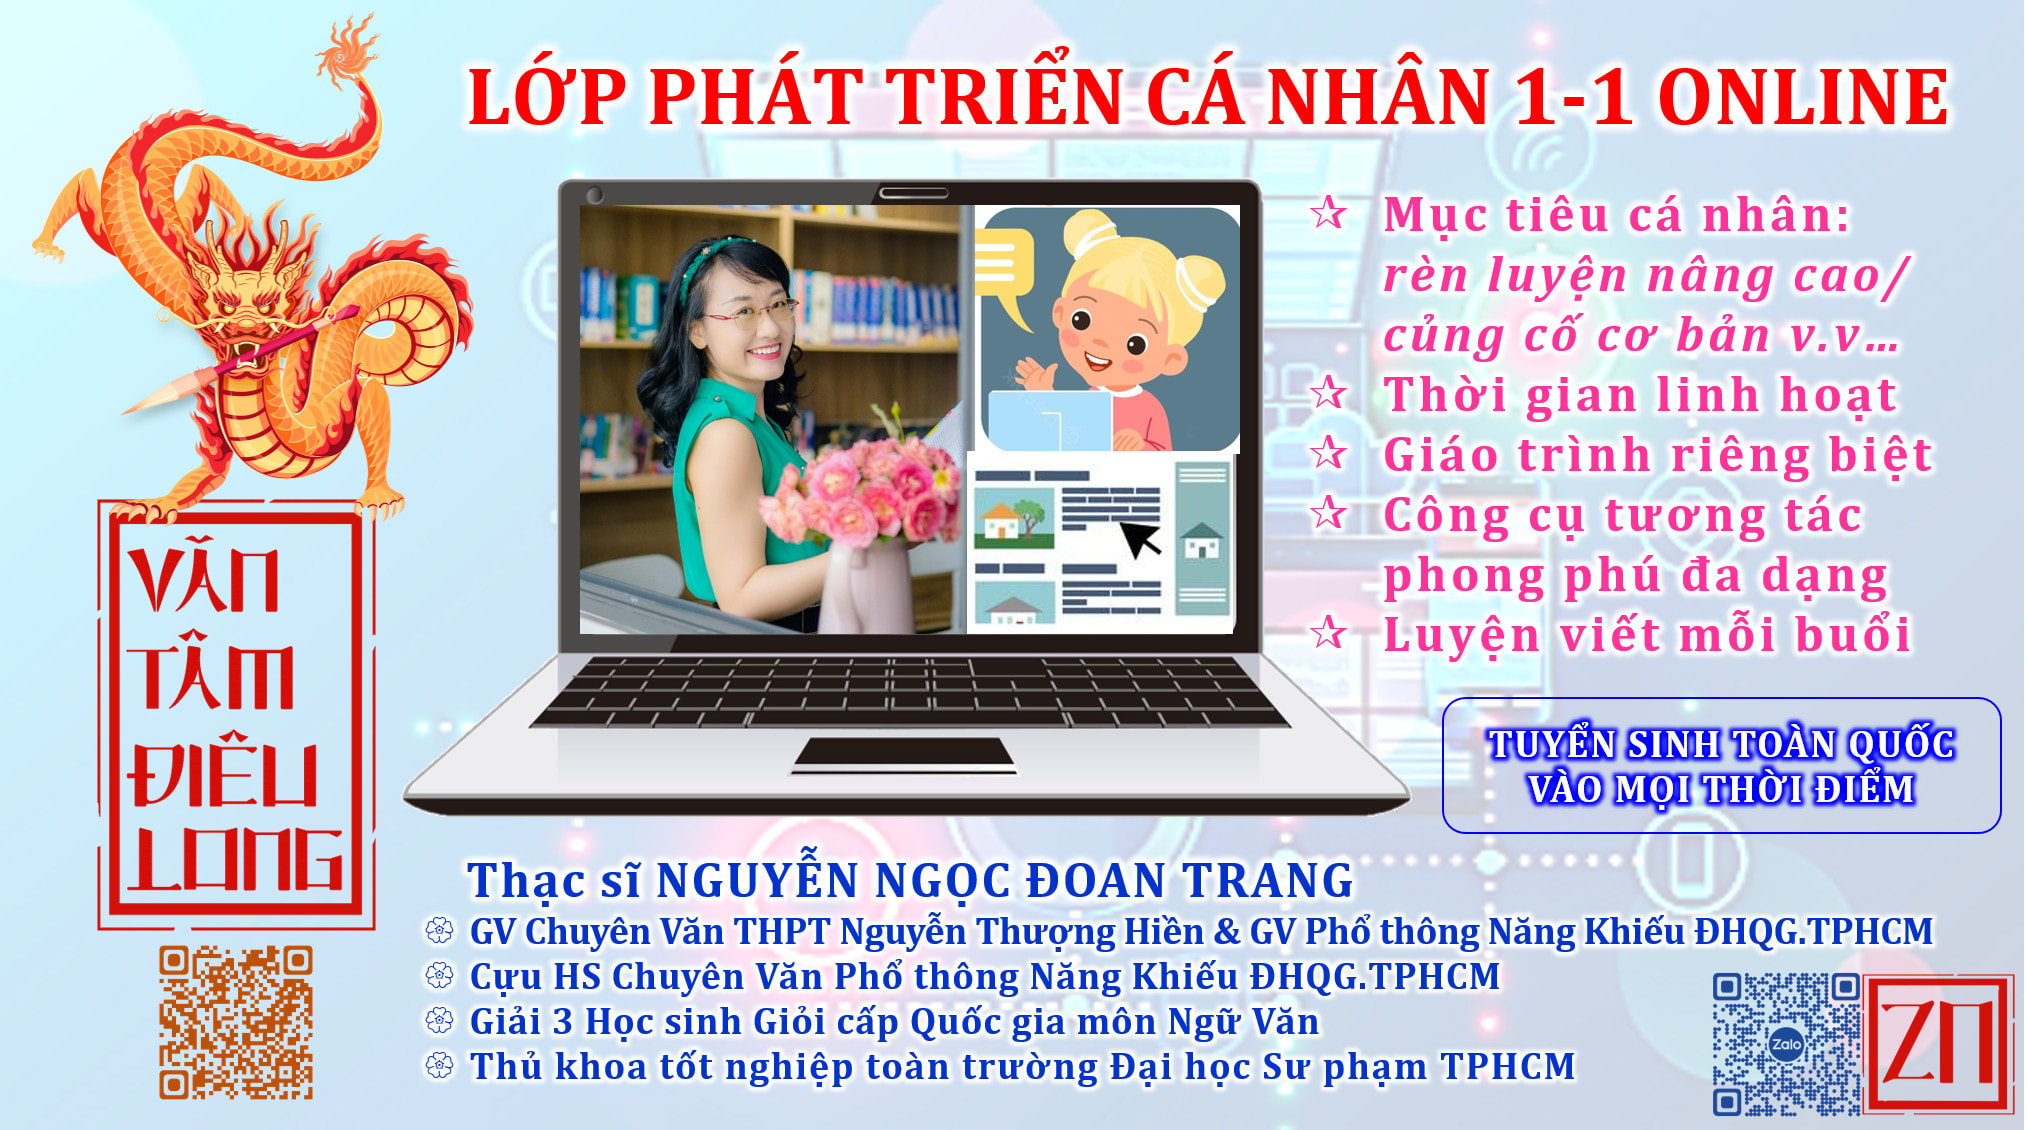 LỚP PHÁT TRIỂN CÁ NHÂN 1-1 ONLINE
Mục tiêu cá nhân:
rèn luyện nâng cao/
củng cố cơ bản v.v...
Thời gian linh hoạt
Giáo trình riêng biệt
Công cụ tương tác
phong phú đa dạng
Luyện viết mỗi buổi
TUYỂN SINH TOÀN QUỐC
VÀO MỌI THỜI ĐIỂM
VĂN
TÂM
ĐIÊU
LONG
Thạc sĩ NGUYỄN NGỌC ĐOAN TRANG
GV Chuyên Văn THPT Nguyễn Thượng Hiền & GV Phổ thông Năng Khiếu ĐHQG.TPHCM
Cựu HS Chuyên Văn Phổ thông Năng Khiếu ĐHQG.TPHCM
Giải 3 Học sinh Giỏi cấp Quốc gia môn Ngữ Văn
Thủ khoa tốt nghiệp toàn trường Đại học Sư phạm TPHCM
Zalo
ZN